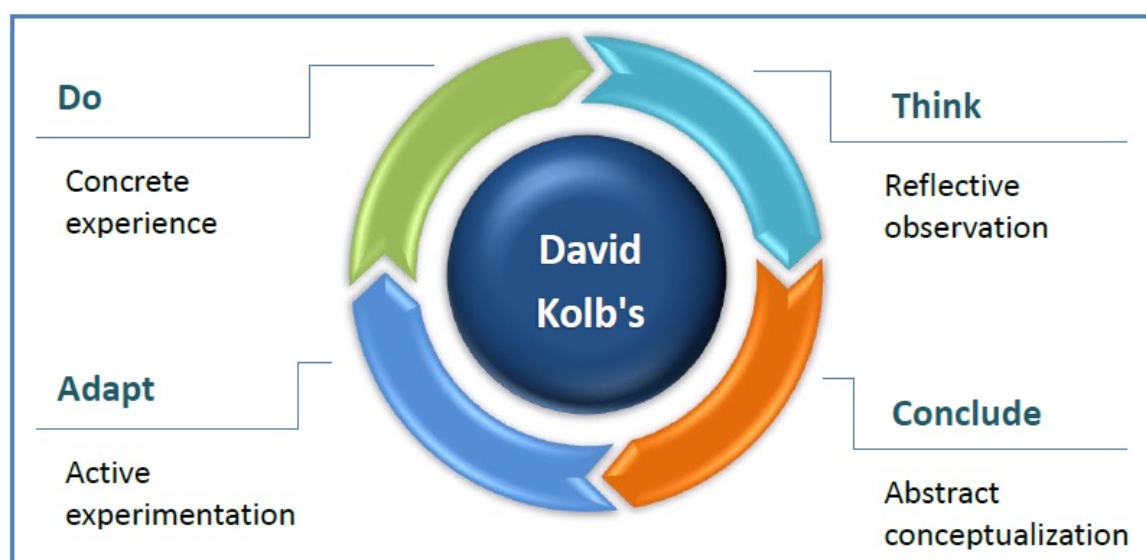 Do
Concrete
experience
Think
Reflective
observation
David
Kolb's
Adapt
Active
experimentation
Conclude
Abstract
conceptualization